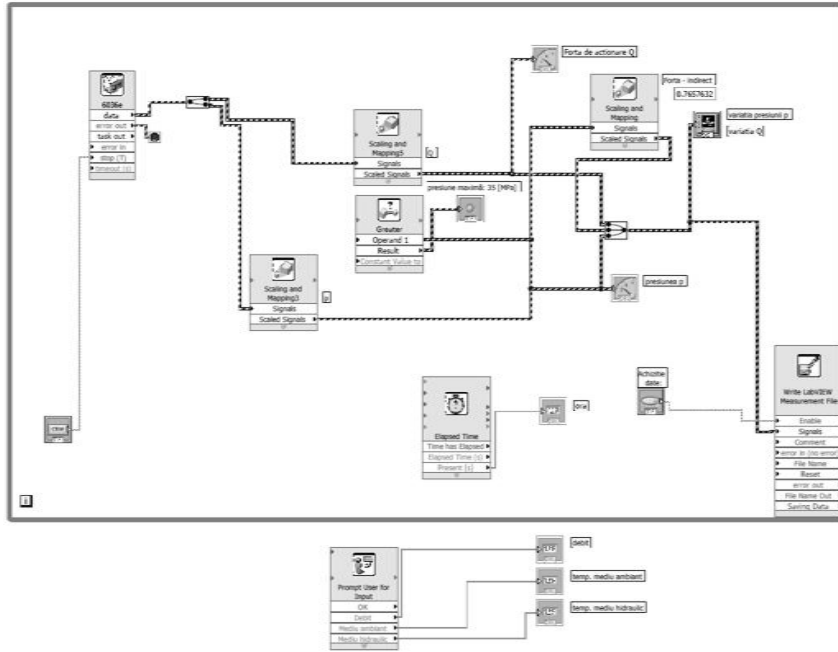 6036e
data
error out
task out
error in
stop (T)
timeout (s)
Scaling and
Mapping5
Signals
Scaled Signals
[Q]
Forta de actionare Q
Scaling and
Mapping
Signals
Scaled Signals
Forta - indirect
0.7657632
variatia presiunii p
[variatia Q]
presiune maximă: 35 [MPa]
Greater
Operand 1
Result
Constant Value to
Scaling and
Mapping3
Signals
Scaled Signals
p
presiunea p
Elapsed Time
Time has Elapsed
Elapsed Time (s)
Present (s)
ora
Achizitie
date:
Write LabVIEW
Measurement File
Enable
Signals
Comment
error in (no error)
File Name
Reset
error out
File Name Out
Saving Data
i
Prompt User for
Input
OK
Debit
Mediu ambiant
Mediu hidraulic
debit
temp. mediu ambiant
temp. mediu hidraulic